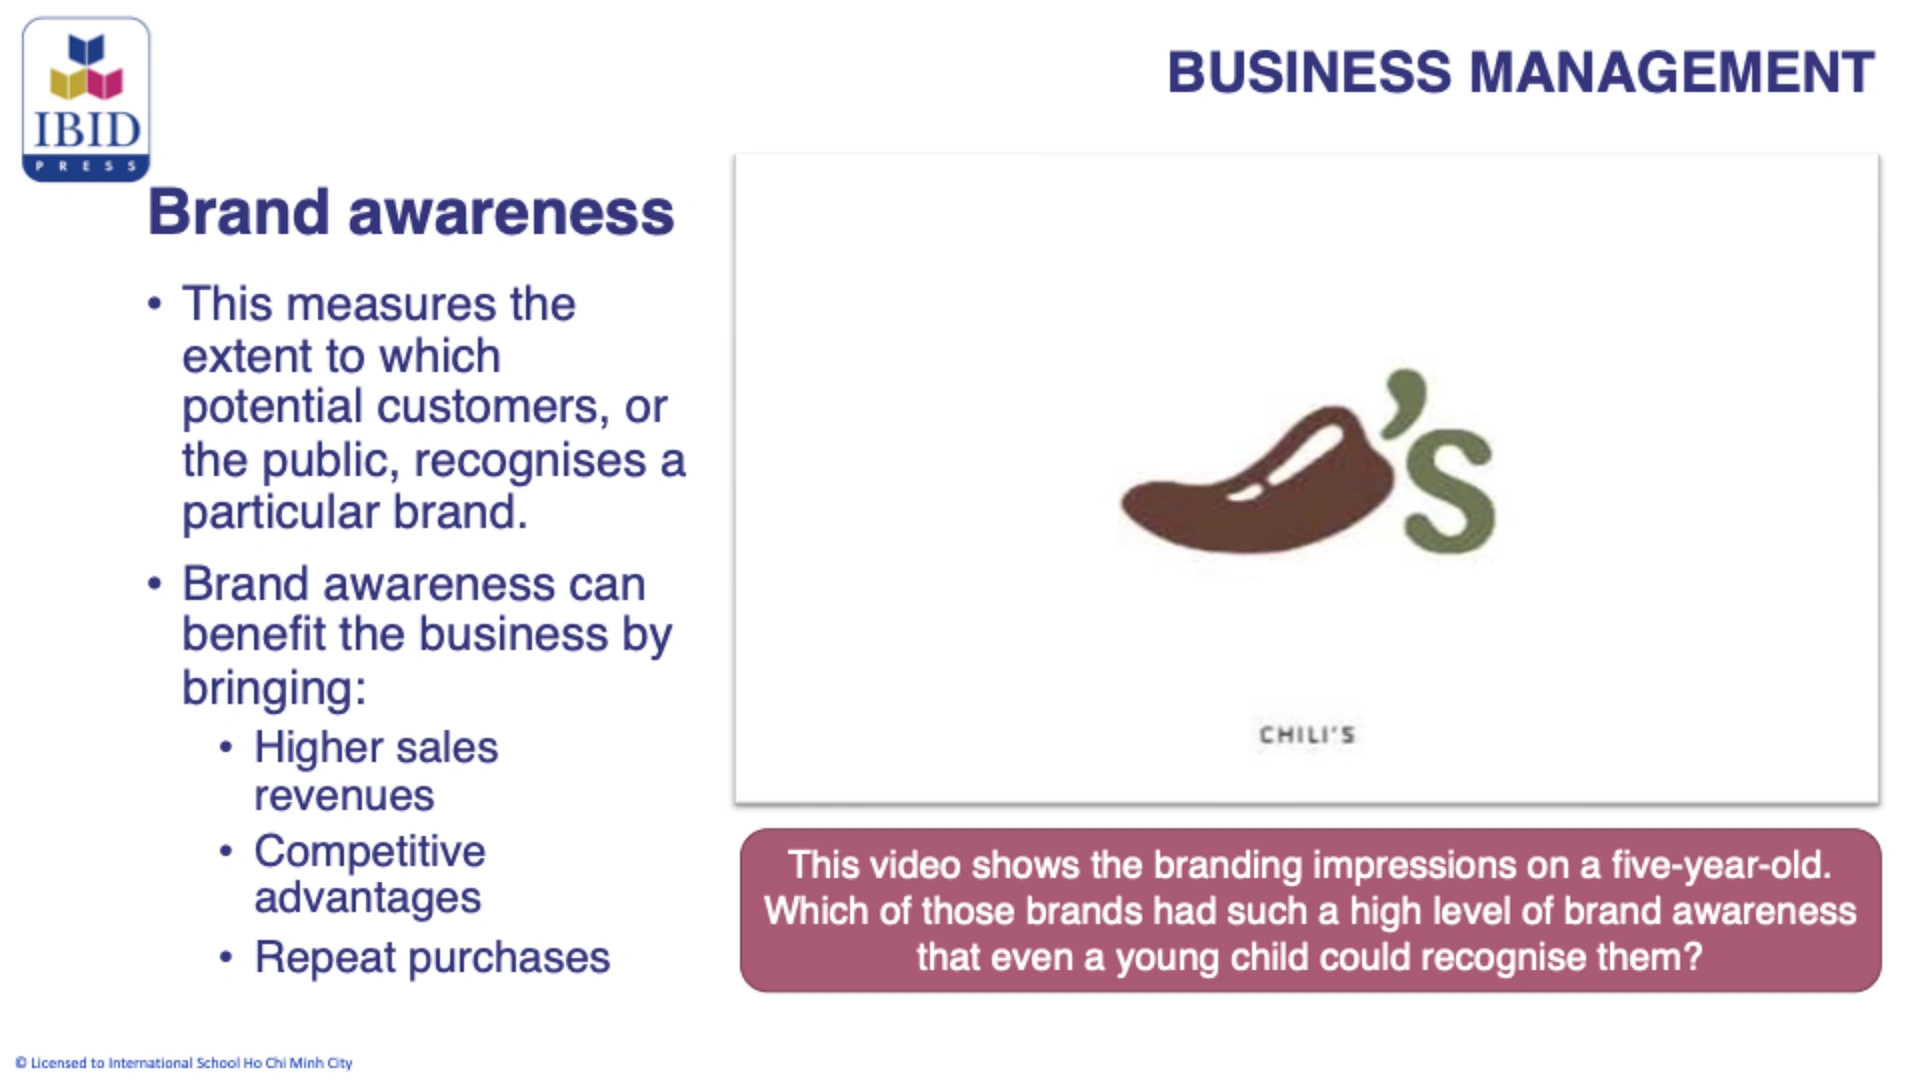 IBID
PRESS
BUSINESS MANAGEMENT
Brand awareness
• This measures the
extent to which
potential customers, or
the public, recognises a
particular brand.
• Brand awareness can
benefit the business by
bringing:
• Higher sales
revenues
• Competitive
advantages
• Repeat purchases
's
CHILI'S
This video shows the branding impressions on a five-year-old.
Which of those brands had such a high level of brand awareness
that even a young child could recognise them?
© Licensed to International School Ho Chi Minh City